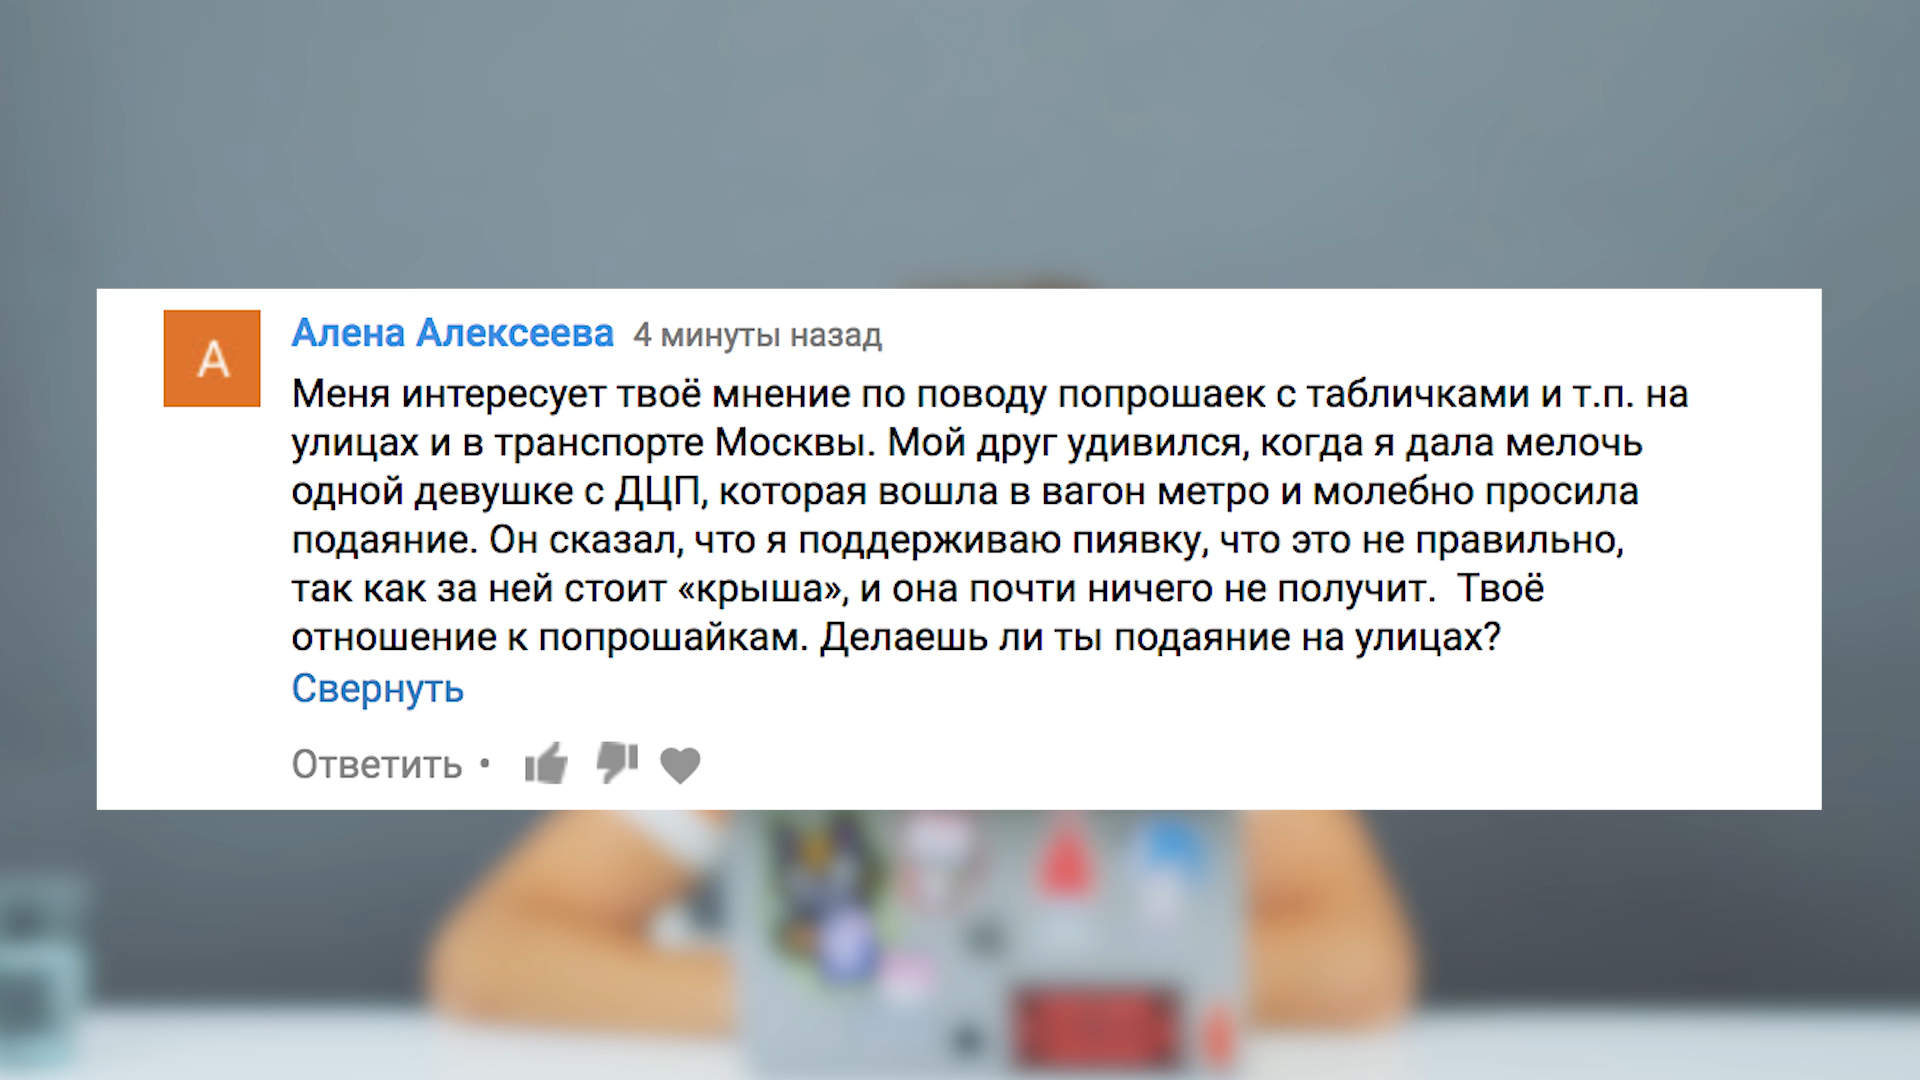 А
Алена Алексеева 4 минуты назад
Меня интересует твоё мнение по поводу попрошаек с табличками и т.п. на
улицах и в транспорте Москвы. Мой друг удивился, когда я дала мелочь
одной девушке с ДЦП, которая вошла в вагон метро и молебно просила
подаяние. Он сказал, что я поддерживаю пиявку, что это не правильно,
так как за ней стоит «крыша», и она почти ничего не получит.  Твоё
отношение к попрошайкам. Делаешь ли ты подаяние на улицах?
Свернуть
Ответить •